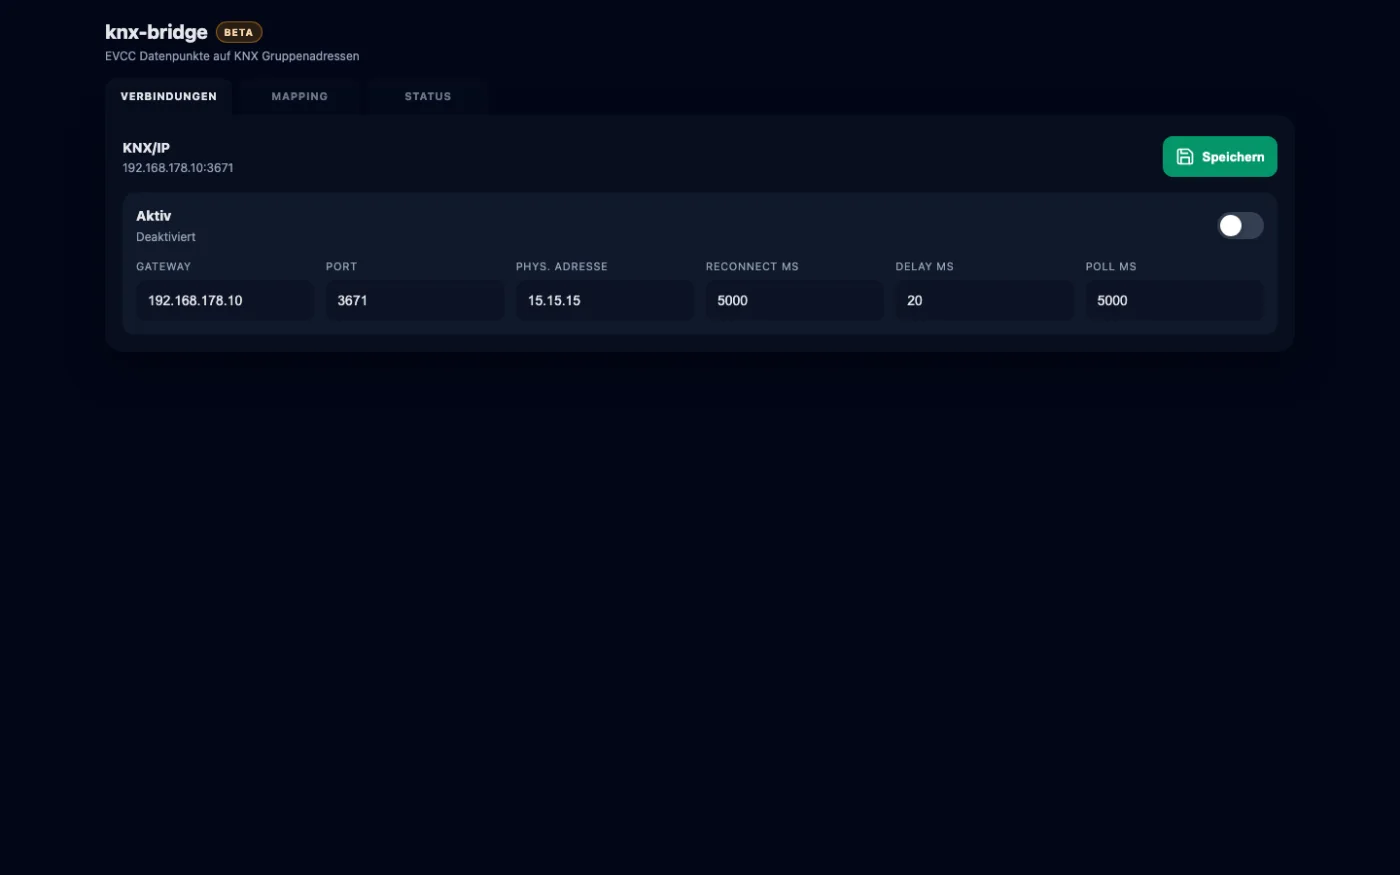 knx-bridge BETA
EVCC Datenpunkte auf KNX Gruppenadressen
VERBINDUNGEN MAPPING STATUS
KNX/IP
192.168.178.10:3671
Speichern
Aktiv
Deaktiviert
GATEWAY PORT PHYS. ADRESSE RECONNECT MS DELAY MS POLL MS
192.168.178.10 3671 15.15.15 5000 20 5000